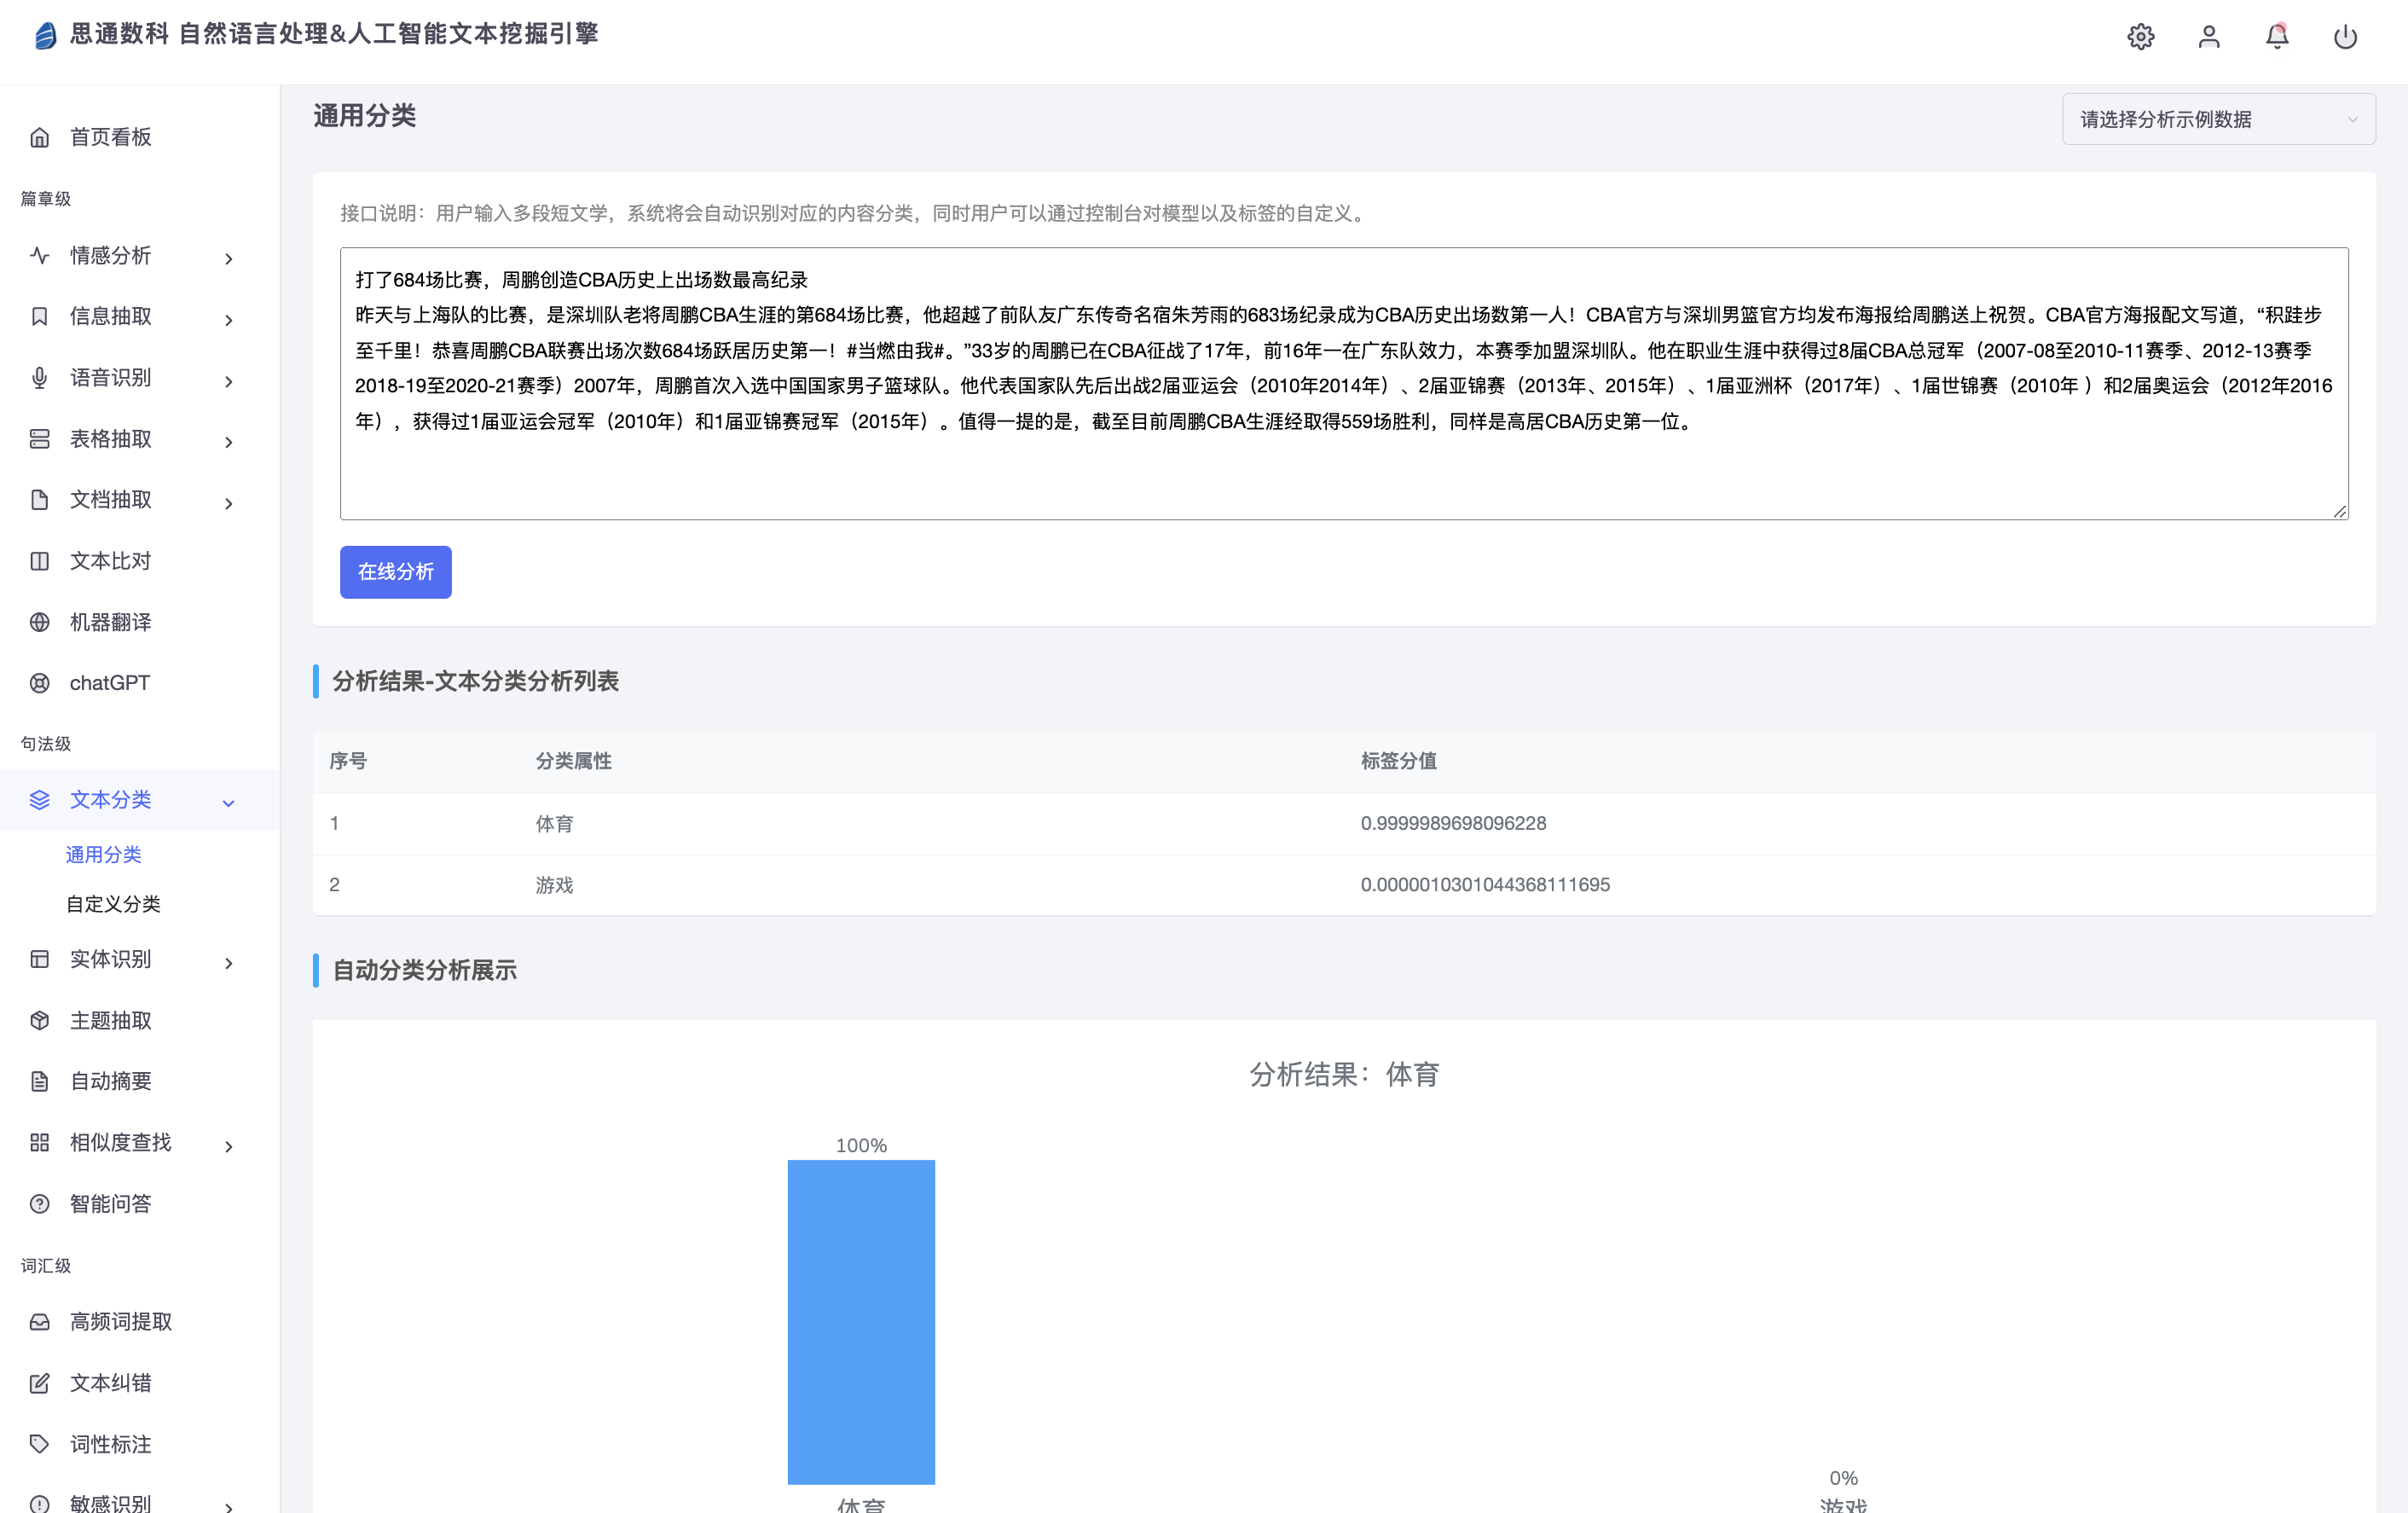 思通数科 自然语言处理&人工智能文本挖掘引擎
首页看板
篇章级
情感分析
信息抽取
语音识别
表格抽取
文档抽取
文本比对
机器翻译
chatGPT
句法级
文本分类
通用分类
自定义分类
实体识别
主题抽取
自动摘要
相似度查找
智能问答
词汇级
高频词提取
文本纠错
词性标注
敏感识别
通用分类
请选择分析示例数据
接口说明：用户输入多段短文学，系统将会自动识别对应的内容分类，同时用户可以通过控制台对模型以及标签的自定义。
打了684场比赛，周鹏创造CBA历史上出场数最高纪录
昨天与上海队的比赛，是深圳队老将周鹏CBA生涯的第684场比赛，他超越了前队友广东传奇名宿朱芳雨的683场纪录成为CBA历史出场数第一人！CBA官方与深圳男篮官方均发布海报给周鹏送上祝贺。CBA官方海报配文写道，“积跬步
至千里！恭喜周鹏CBA联赛出场次数684场跃居历史第一！#当燃由我#。”33岁的周鹏已在CBA征战了17年，前16年一在广东队效力，本赛季加盟深圳队。他在职业生涯中获得过8届CBA总冠军（2007-08至2010-11赛季、2012-13赛季
2018-19至2020-21赛季）2007年，周鹏首次入选中国国家男子篮球队。他代表国家队先后出战2届亚运会（2010年2014年）、2届亚锦赛（2013年、2015年）、1届亚洲杯（2017年）、1届世锦赛（2010年 ）和2届奥运会（2012年2016
年），获得过1届亚运会冠军（2010年）和1届亚锦赛冠军（2015年）。值得一提的是，截至目前周鹏CBA生涯经取得559场胜利，同样是高居CBA历史第一位。
在线分析
分析结果-文本分类分析列表
序号 分类属性 标签分值
1 体育 0.9999989698096228
2 游戏 0.0000010301044368111695
自动分类分析展示
分析结果：体育
100%
0%
体育 游戏